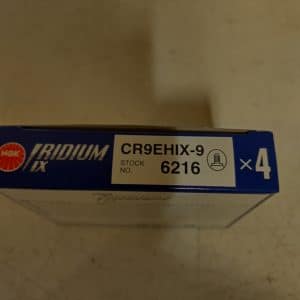 NGK
IRIDIUM
IX
CR9EHIX-9
STOCK
NO.
6216
×4